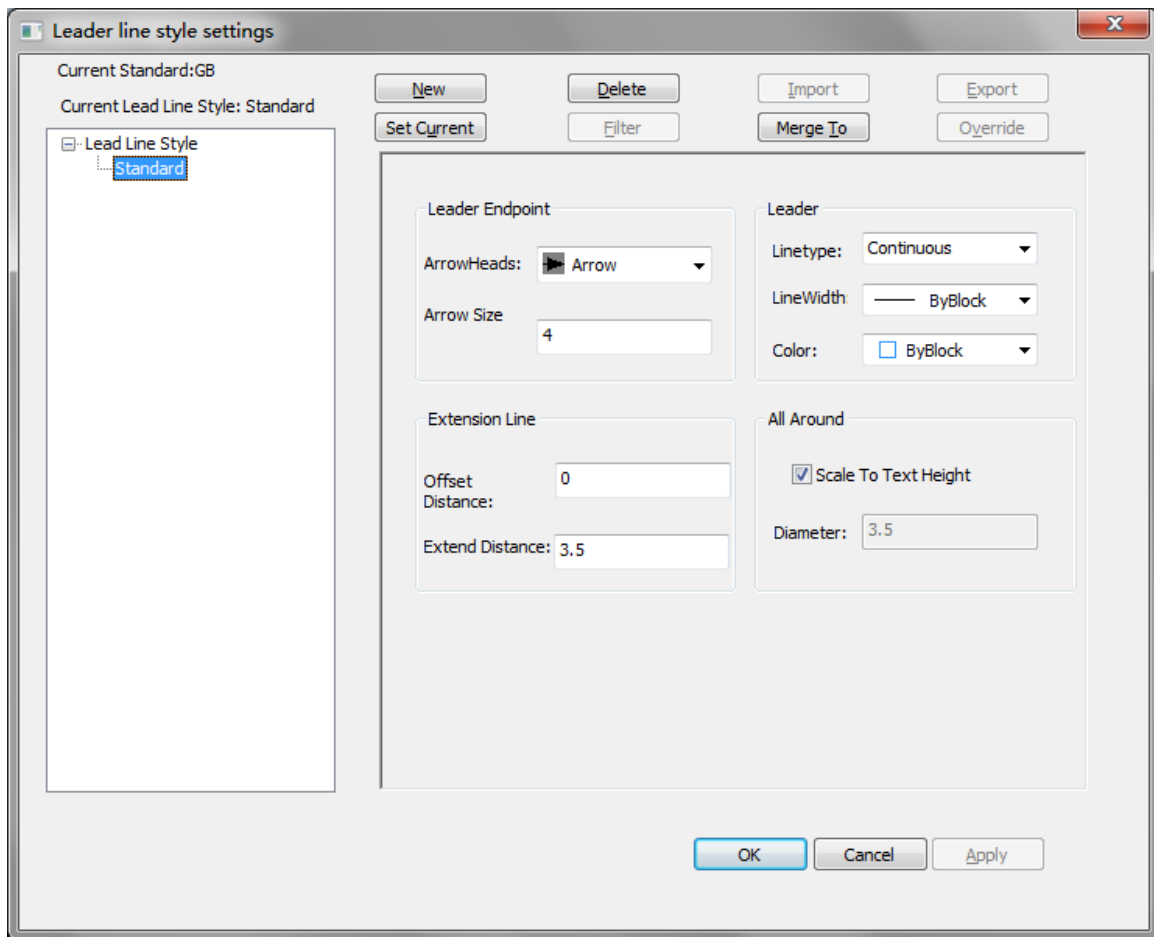 Leader line style settings
Current Standard:GB
Current Lead Line Style: Standard
New
Delete
Import
Export
Set Current
Filter
Merge To
Override
Lead Line Style
Standard
Leader Endpoint
ArrowHeads:
Arrow
Arrow Size
4
Leader
Linetype:
Continuous
LineWidth
ByBlock
Color:
ByBlock
Extension Line
Offset
Distance:
0
Extend Distance:
3.5
All Around
Scale To Text Height
Diameter:
3.5
OK
Cancel
Apply